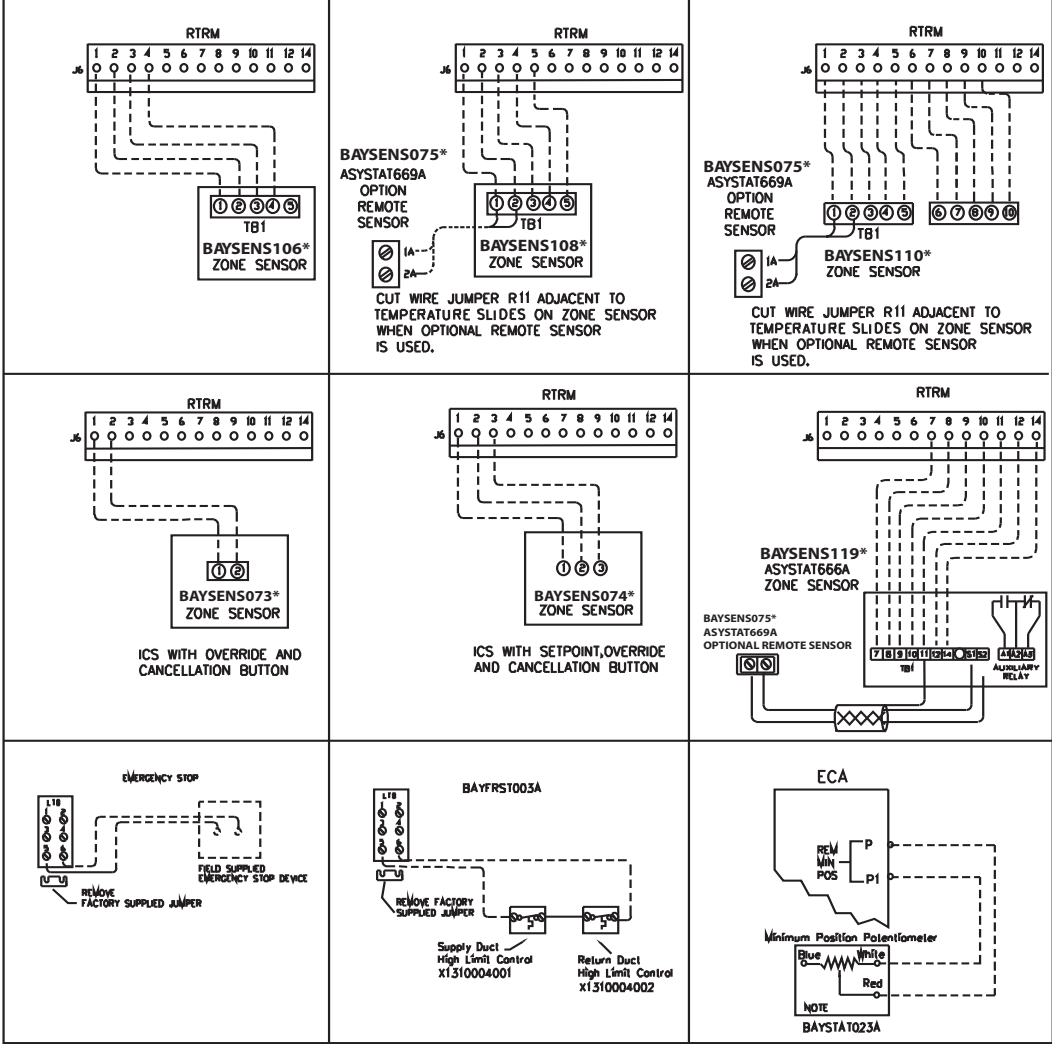 RTRM
J6 1 2 3 4 5 6 7 8 9 10 11 12 14
1 2 3 4 5
TB1
BAYSENS106*
ZONE SENSOR
RTRM
J6 1 2 3 4 5 6 7 8 9 10 11 12 14
BAYSENS075*
ASYSTAT669A
OPTION
REMOTE
SENSOR
1A
2A
1 2 3 4 5
TB1
BAYSENS108*
ZONE SENSOR
CUT WIRE JUMPER R11 ADJACENT TO
TEMPERATURE SLIDES ON ZONE SENSOR
WHEN OPTIONAL REMOTE SENSOR
IS USED.
RTRM
J6 1 2 3 4 5 6 7 8 9 10 11 12 14
BAYSENS075*
ASYSTAT669A
OPTION
REMOTE
SENSOR
1A
2A
1 2 3 4 5
6 7 8 9 10
TB1
BAYSENS110*
ZONE SENSOR
CUT WIRE JUMPER R11 ADJACENT TO
TEMPERATURE SLIDES ON ZONE SENSOR
WHEN OPTIONAL REMOTE SENSOR
IS USED.
RTRM
J6 1 2 3 4 5 6 7 8 9 10 11 12 14
1 2
BAYSENS073*
ZONE SENSOR
ICS WITH OVERRIDE AND
CANCELLATION BUTTON
RTRM
J6 1 2 3 4 5 6 7 8 9 10 11 12 14
1 2 3
BAYSENS074*
ZONE SENSOR
ICS WITH SETPOINT,OVERRIDE
AND CANCELLATION BUTTON
RTRM
J6 1 2 3 4 5 6 7 8 9 10 11 12 14
BAYSENS119*
ASYSTAT666A
ZONE SENSOR
BAYSENS075*
ASYSTAT669A
OPTIONAL REMOTE SENSOR
7 8 9 10 11 12 14 S1 S2
TB1
A1 A2 A3
AUXILIARY
RELAY
EMERGENCY STOP
LTB
1 2
3 4
5 6
REMOVE
FACTORY SUPPLIED JUMPER
FIELD SUPPLIED
EMERGENCY STOP DEVICE
BAYFRST003A
LTB
1 2
3 4
5 6
REMOVE FACTORY
SUPPLIED JUMPER
Supply Duct
High Limit Control
X1310004001
Return Duct
High Limit Control
X1310004002
ECA
REM
MIN
POS
P
P1
Minimum Position Potentiometer
Blue
White
Red
NOTE
BAYSTAT023A